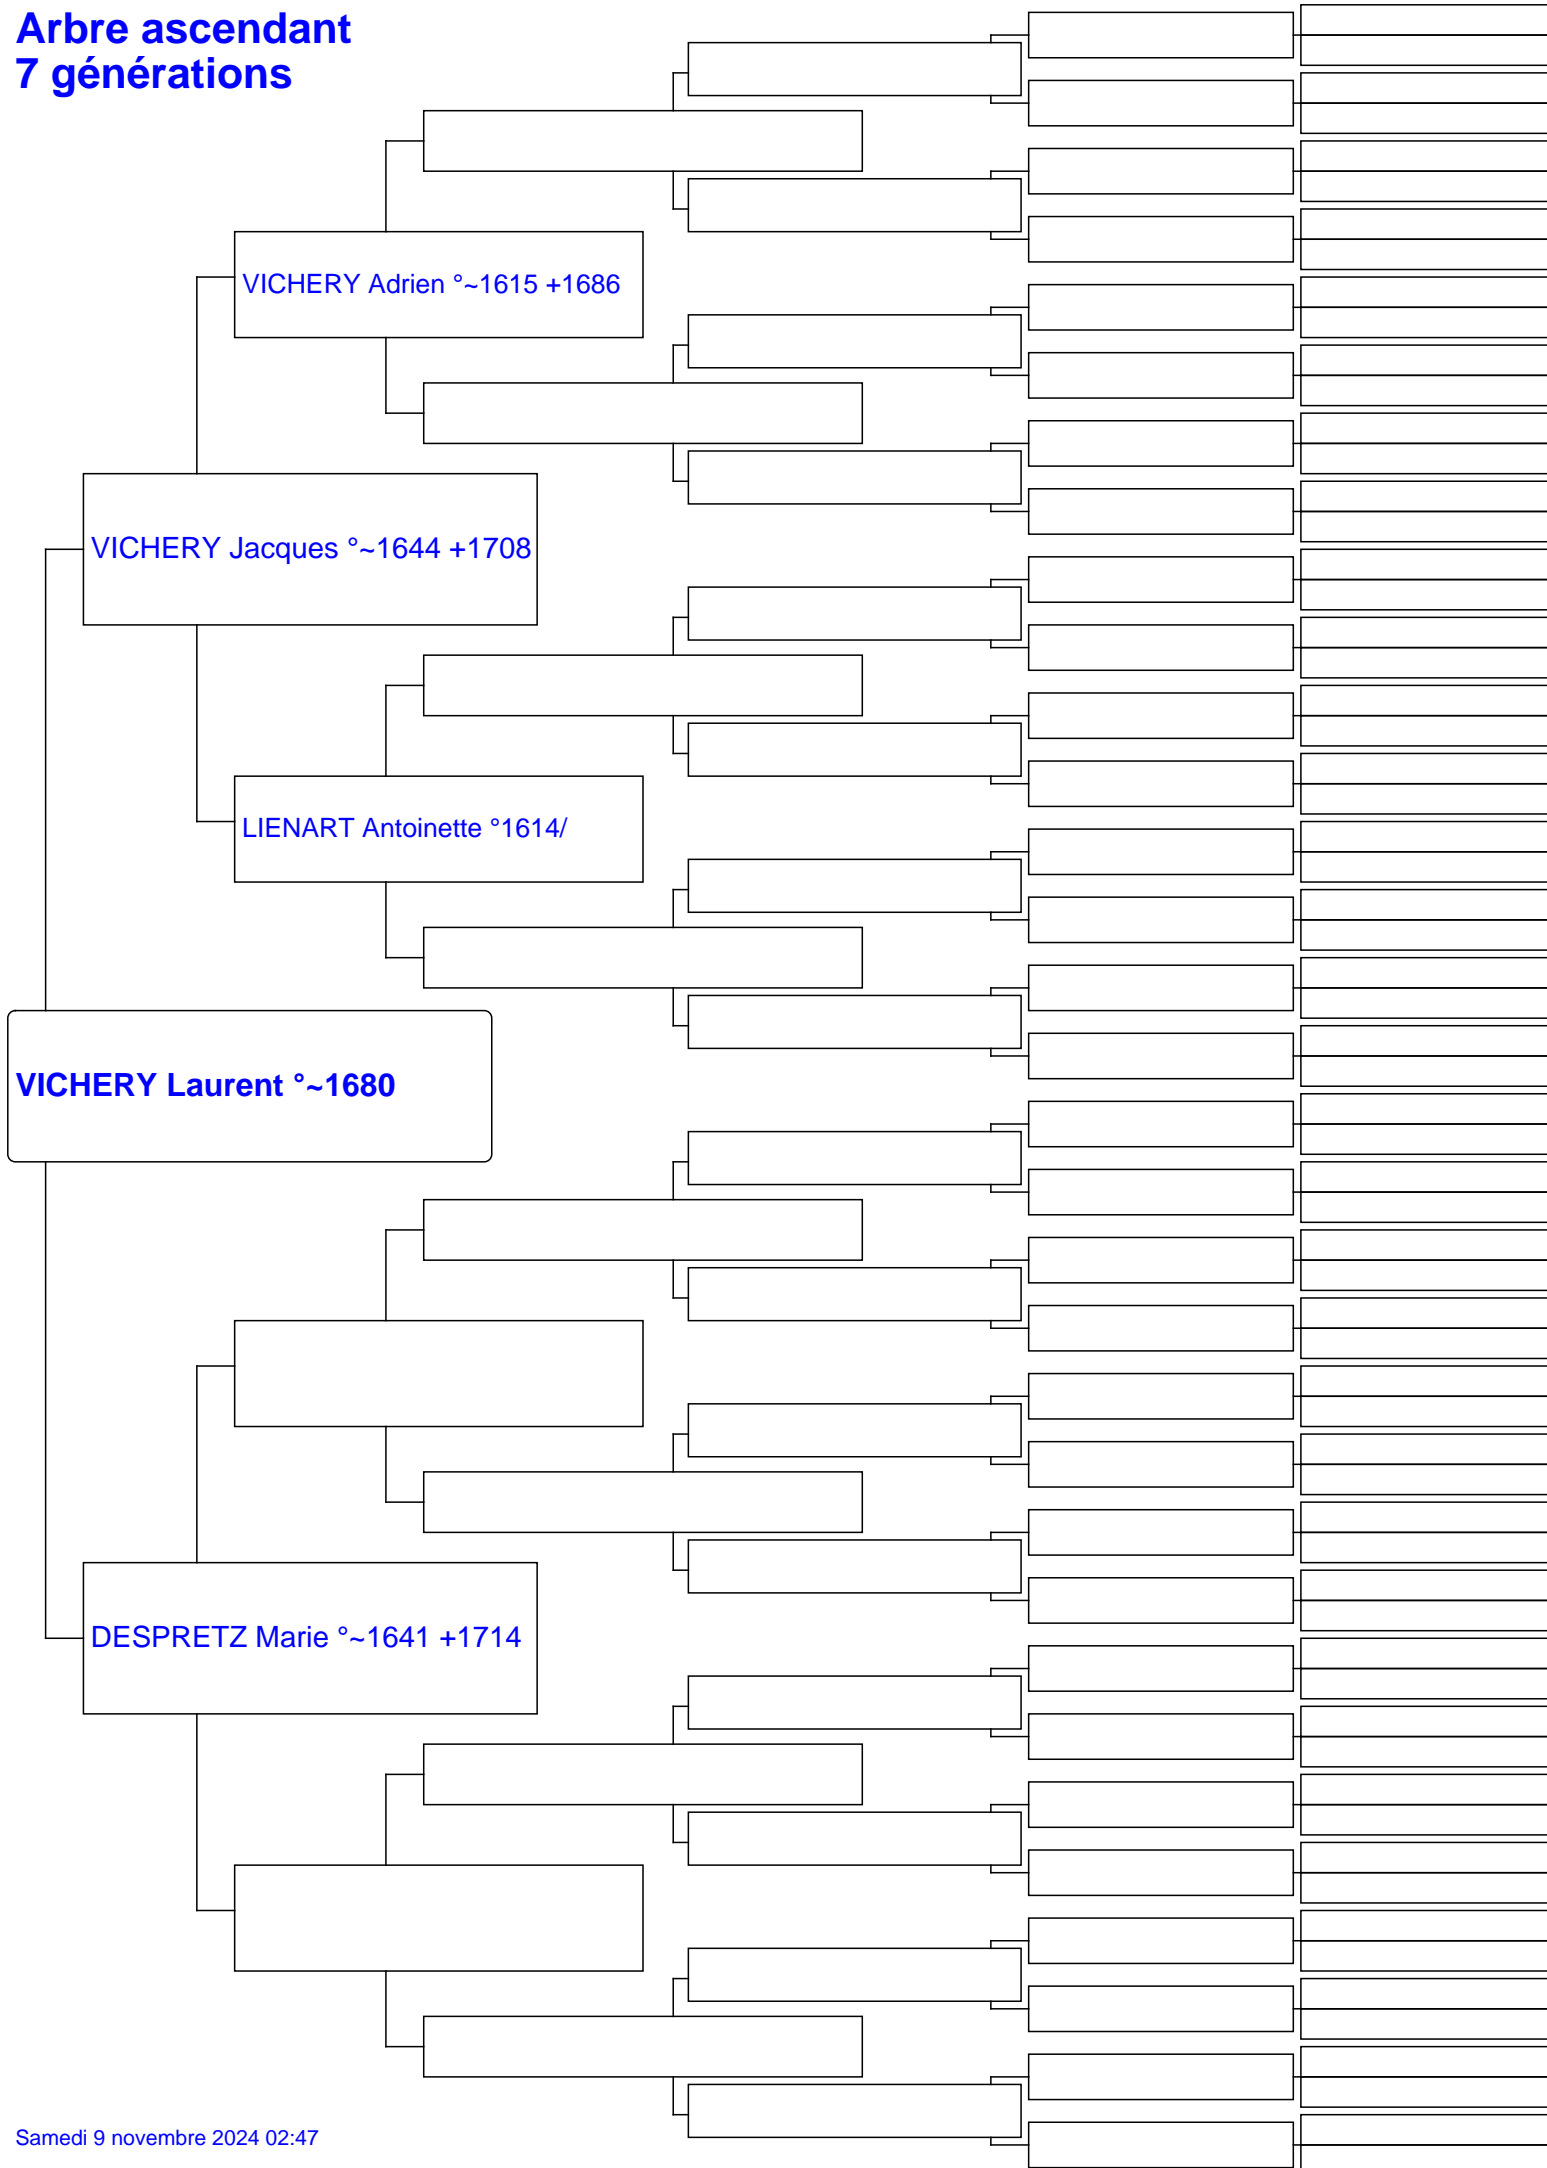 Arbre ascendant
7 générations
VICHERY Adrien °~1615 +1686
VICHERY Jacques °~1644 +1708
LIENART Antoinette °1614/
VICHERY Laurent °~1680
DESPRETZ Marie °~1641 +1714
Samedi 9 novembre 2024 02:47